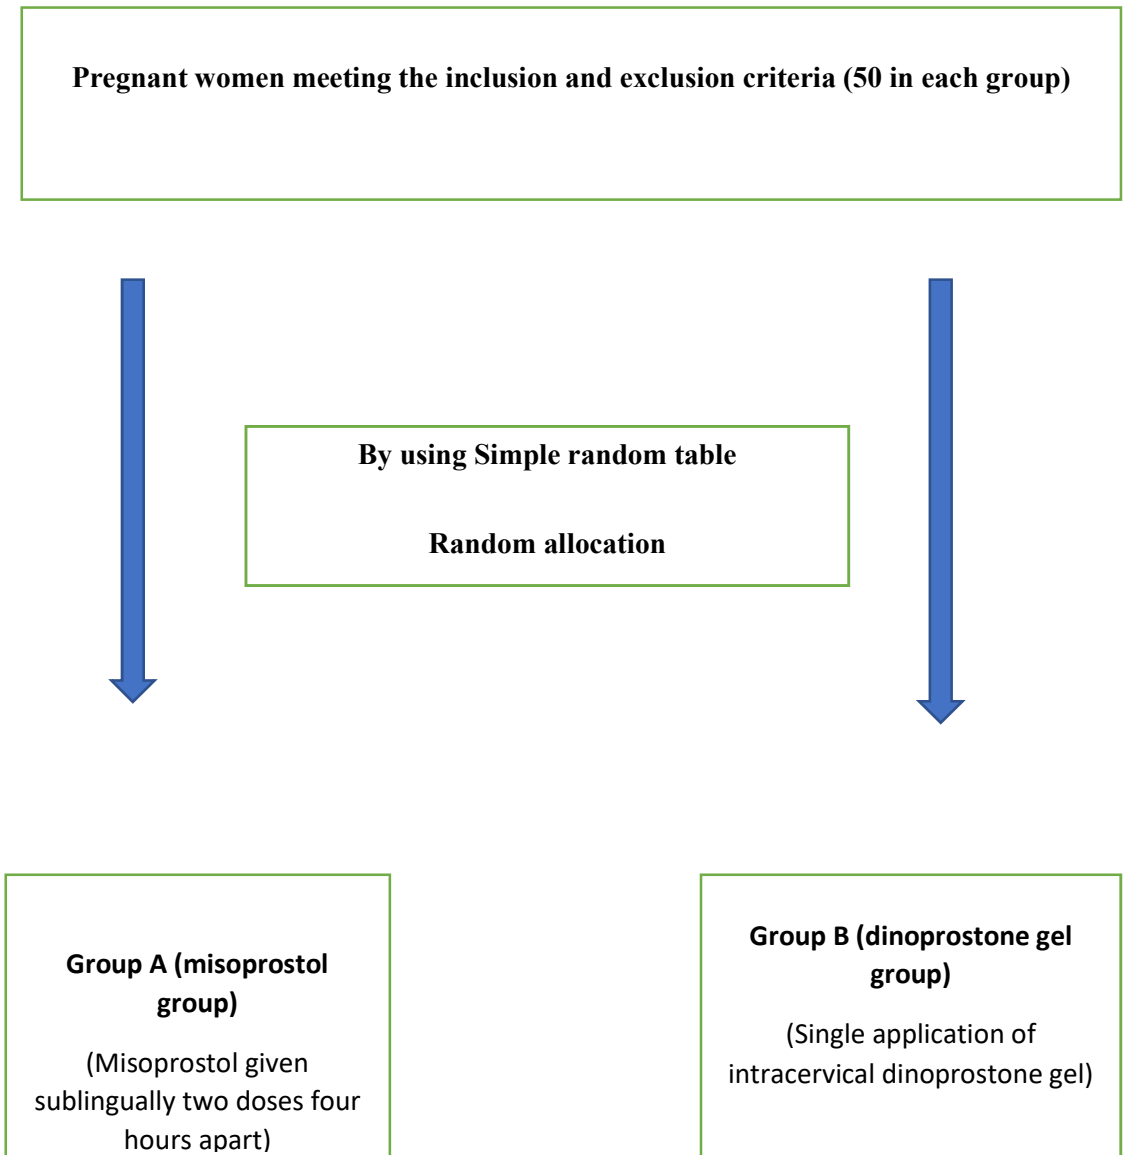 Pregnant women meeting the inclusion and exclusion criteria (50 in each group)
By using Simple random table
Random allocation
Group A (misoprostol
group)
(Misoprostol given
sublingually two doses four
hours apart)
Group B (dinoprostone gel
group)
(Single application of
intracervical dinoprostone gel)